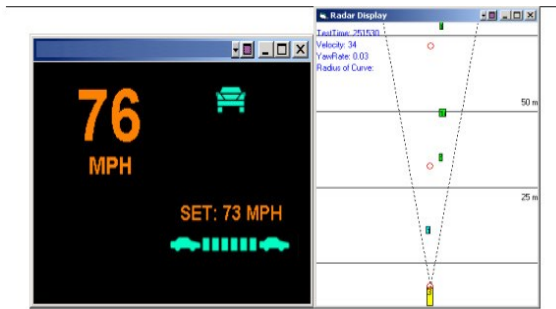 76
MPH
SET: 73 MPH
Radar Display
TestTime: 251530
Velocity: 34
YawRate: 0.03
Radius of Curve:
50 m
25 m